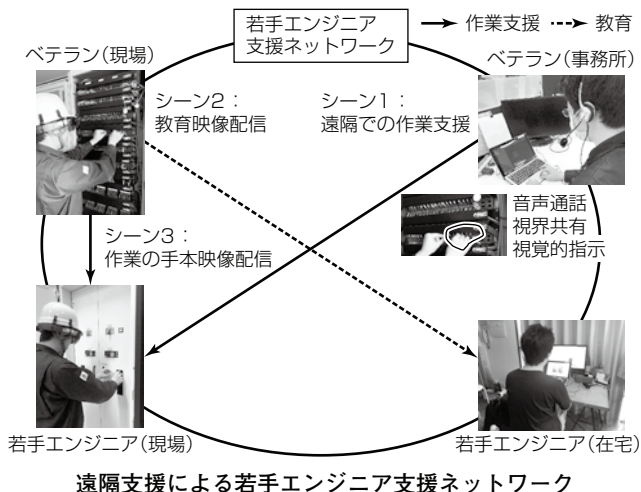 若手エンジニア
支援ネットワーク
作業支援
教育
ベテラン(現場)
ベテラン(事務所)
シーン2：
教育映像配信
シーン1：
遠隔での作業支援
音声通話
視界共有
視覚的指示
シーン3：
作業の手本映像配信
若手エンジニア(現場)
若手エンジニア(在宅)
遠隔支援による若手エンジニア支援ネットワーク